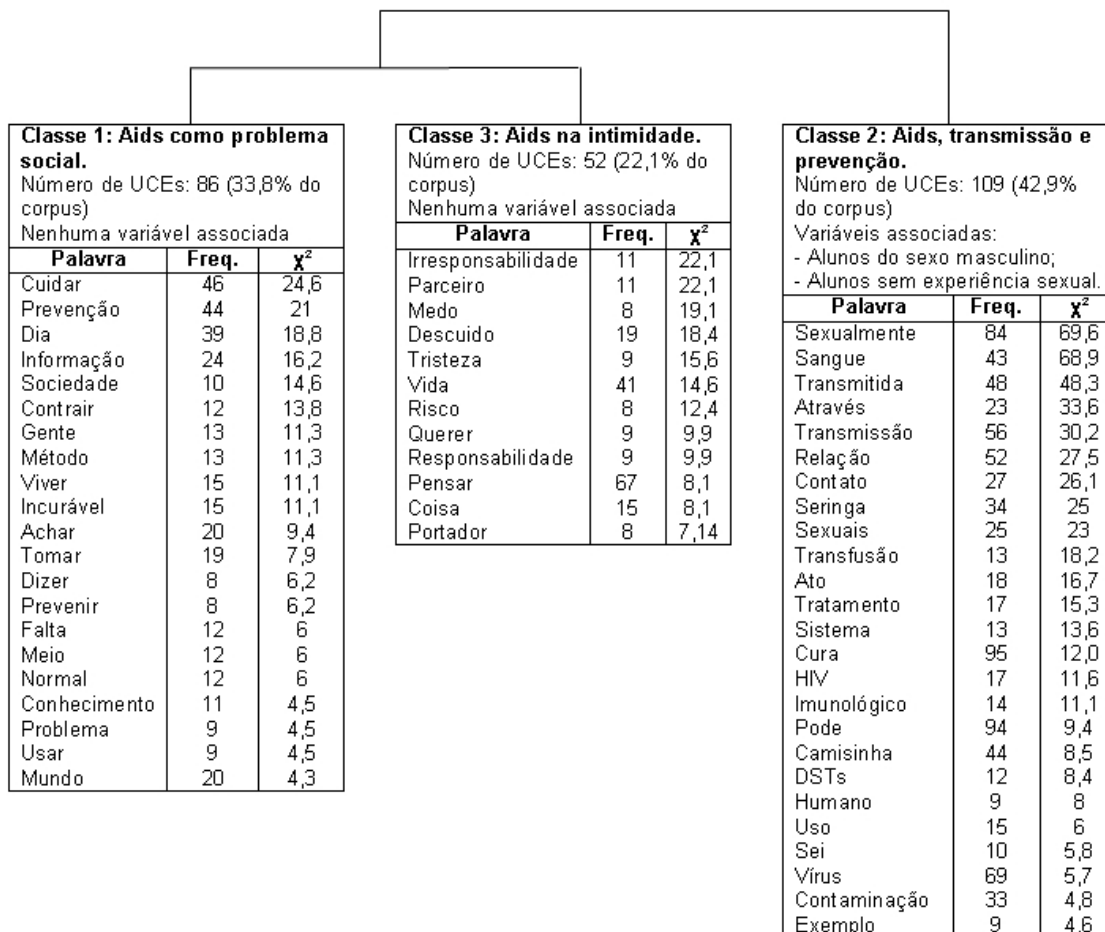 Classe 1: Aids como problema
social.
Número de UCEs: 86 (33,8% do
corpus)
Nenhuma variável associada
Palavra Freq. χ²
Cuidar 46 24,6
Prevenção 44 21
Dia 39 18,8
Informação 24 16,2
Sociedade 10 14,6
Contrair 12 13,8
Gente 13 11,3
Método 13 11,3
Viver 15 11,1
Incurável 15 11,1
Achar 20 9,4
Tomar 19 7,9
Dizer 8 6,2
Prevenir 8 6,2
Falta 12 6
Meio 12 6
Normal 12 6
Conhecimento 11 4,5
Problema 9 4,5
Usar 9 4,5
Mundo 20 4,3
Classe 3: Aids na intimidade.
Número de UCEs: 52 (22,1% do
corpus)
Nenhuma variável associada
Palavra Freq. χ²
Irresponsabilidade 11 22,1
Parceiro 11 22,1
Medo 8 19,1
Descuido 19 18,4
Tristeza 9 15,6
Vida 41 14,6
Risco 8 12,4
Querer 9 9,9
Responsabilidade 9 9,9
Pensar 67 8,1
Coisa 15 8,1
Portador 8 7,14
Classe 2: Aids, transmissão e
prevenção.
Número de UCEs: 109 (42,9%
do corpus)
Variáveis associadas:
- Alunos do sexo masculino;
- Alunos sem experiência sexual.
Palavra Freq. χ²
Sexualmente 84 69,6
Sangue 43 68,9
Transmitida 48 48,3
Através 23 33,6
Transmissão 56 30,2
Relação 52 27,5
Contato 27 26,1
Seringa 34 25
Sexuais 25 23
Transfusão 13 18,2
Ato 18 16,7
Tratamento 17 15,3
Sistema 13 13,6
Cura 95 12,0
HIV 17 11,6
Imunológico 14 11,1
Pode 94 9,4
Camisinha 44 8,5
DSTs 12 8,4
Humano 9 8
Uso 15 6
Sei 10 5,8
Vírus 69 5,7
Contaminação 33 4,8
Exemplo 9 4,6